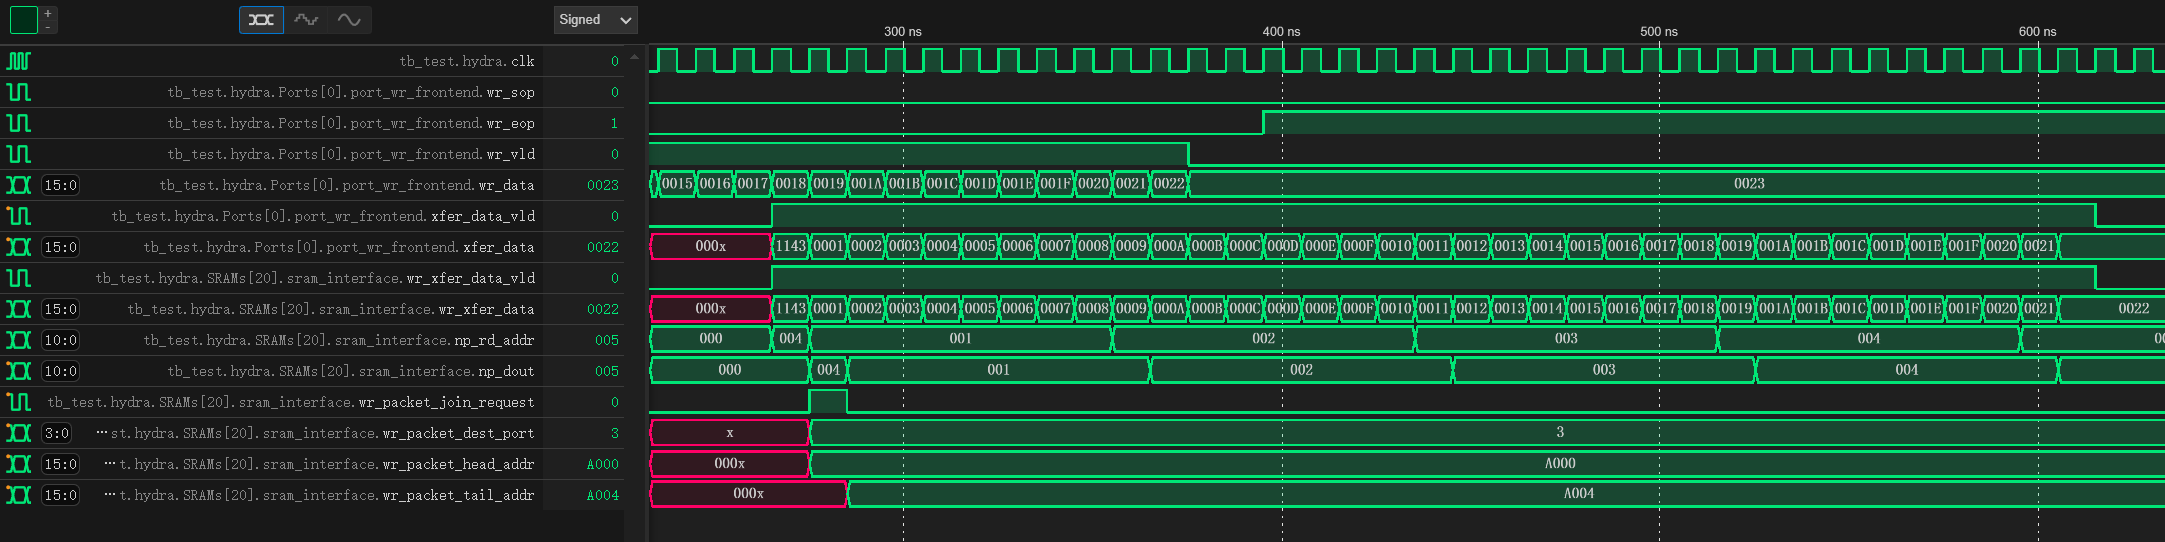 +
-
Signed
300 ns 400 ns 500 ns 600 ns
tb_test.hydra.clk 0
tb_test.hydra.Ports[0].port_wr_frontend.wr_sop 0
tb_test.hydra.Ports[0].port_wr_frontend.wr_eop 1
tb_test.hydra.Ports[0].port_wr_frontend.wr_vld 0
15:0 tb_test.hydra.Ports[0].port_wr_frontend.wr_data 0023 0015 0016 0017 0018 0019 001A 001B 001C 001D 001E 001F 0020 0021 0022 0023
tb_test.hydra.Ports[0].port_wr_frontend.xfer_data_vld 0
15:0 tb_test.hydra.Ports[0].port_wr_frontend.xfer_data 0022 000x 1143 0001 0002 0003 0004 0005 0006 0007 0008 0009 000A 000B 000C 000D 000E 000F 0010 0011 0012 0013 0014 0015 0016 0017 0018 0019 001A 001B 001C 001D 001E 001F 0020 0021
tb_test.hydra.SRAMs[20].sram_interface.wr_xfer_data_vld 0
15:0 tb_test.hydra.SRAMs[20].sram_interface.wr_xfer_data 0022 000x 1143 0001 0002 0003 0004 0005 0006 0007 0008 0009 000A 000B 000C 000D 000E 000F 0010 0011 0012 0013 0014 0015 0016 0017 0018 0019 001A 001B 001C 001D 001E 001F 0020 0021 0022
10:0 tb_test.hydra.SRAMs[20].sram_interface.np_rd_addr 005 000 004 001 002 003 004
10:0 tb_test.hydra.SRAMs[20].sram_interface.np_dout 005 000 004 001 002 003 004
tb_test.hydra.SRAMs[20].sram_interface.wr_packet_join_request 0
3:0 ···st.hydra.SRAMs[20].sram_interface.wr_packet_dest_port 3 x 3
15:0 ···t.hydra.SRAMs[20].sram_interface.wr_packet_head_addr A000 000x A000
15:0 ···t.hydra.SRAMs[20].sram_interface.wr_packet_tail_addr A004 000x A004